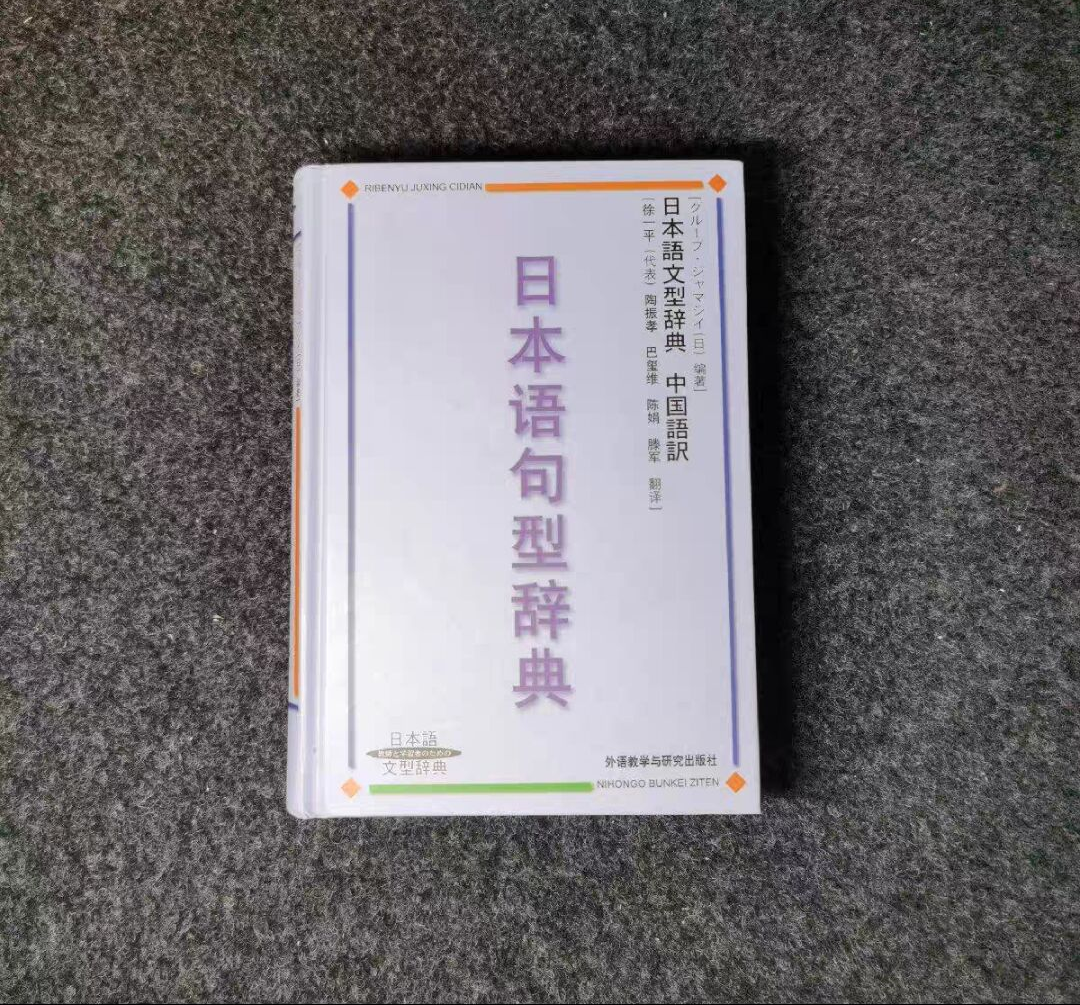 RIBENYU JUXING CIDIAN
[グループ・ジャマシイ(日) 编著]
日本語文型辞典 中国語訳
[徐一平(代表) 陶振孝 巴玺维 陈娟 滕军 翻译]
日本语句型辞典
日本語
教師と学習者のための
文型辞典
外语教学与研究出版社
NIHONGO BUNKEI ZITEN